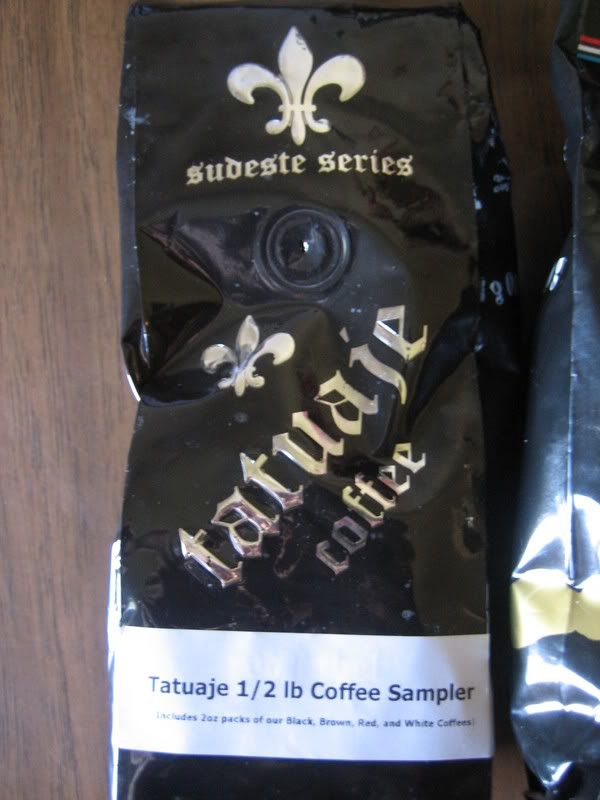 sudeste series
tatuaje
coffee
Tatuaje 1/2 lb Coffee Sampler
(includes 2oz packs of our Black, Brown, Red, and White Coffees)